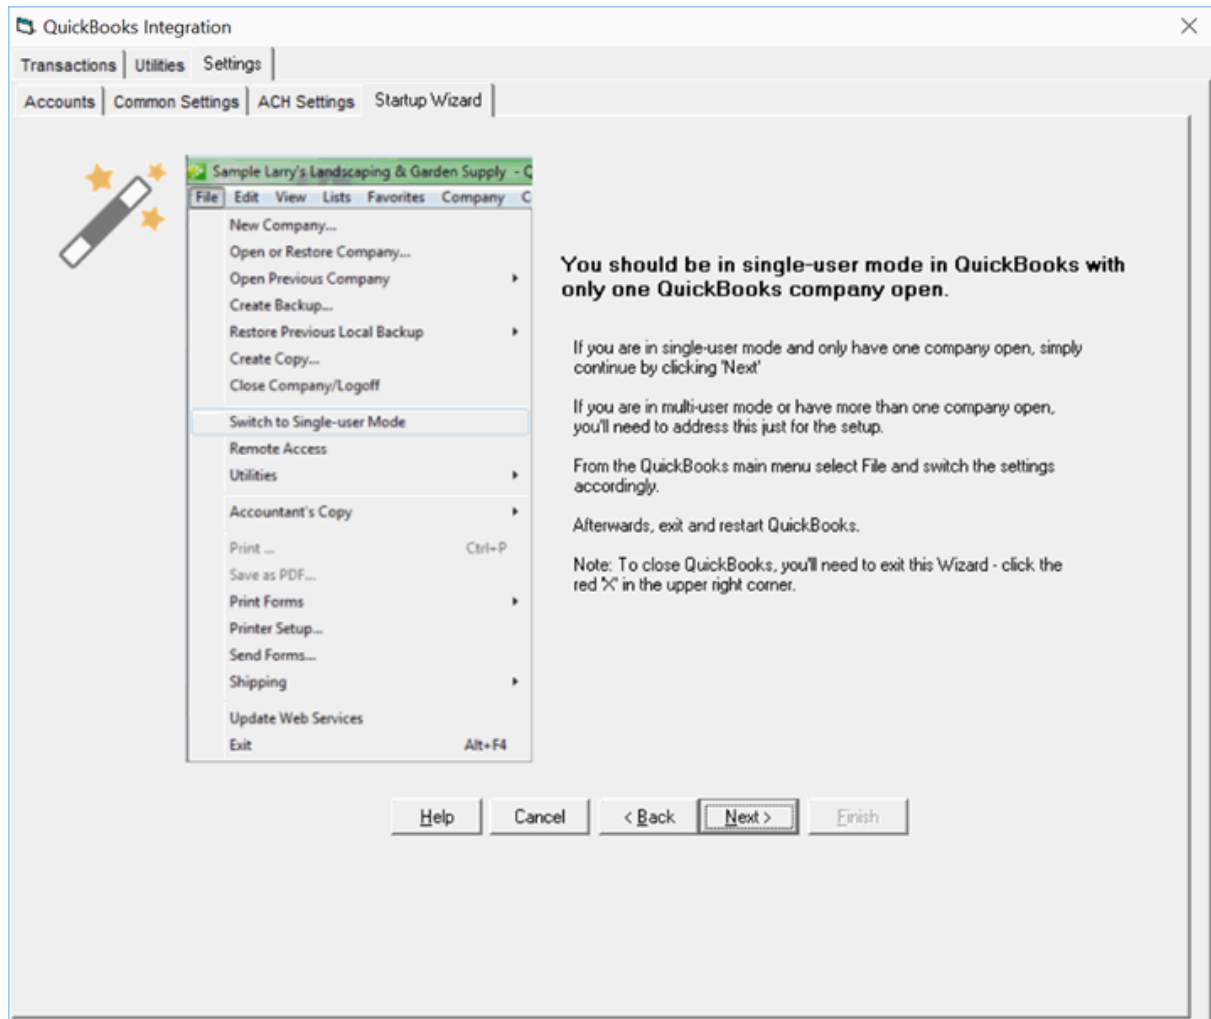 QuickBooks Integration
Transactions Utilities Settings
Accounts Common Settings ACH Settings Startup Wizard
Sample Larry's Landscaping & Garden Supply - Q
File Edit View Lists Favorites Company C
New Company...
Open or Restore Company...
Open Previous Company
Create Backup...
Restore Previous Local Backup
Create Copy...
Close Company/Logoff
Switch to Single-user Mode
Remote Access
Utilities
Accountant's Copy
Print ... Ctrl+P
Save as PDF...
Print Forms
Printer Setup...
Send Forms...
Shipping
Update Web Services
Exit Alt+F4
You should be in single-user mode in QuickBooks with
only one QuickBooks company open.
If you are in single-user mode and only have one company open, simply
continue by clicking 'Next'
If you are in multi-user mode or have more than one company open,
you'll need to address this just for the setup.
From the QuickBooks main menu select File and switch the settings
accordingly.
Afterwards, exit and restart QuickBooks.
Note: To close QuickBooks, you'll need to exit this Wizard - click the
red 'X' in the upper right corner.
Help Cancel < Back Next > Finish